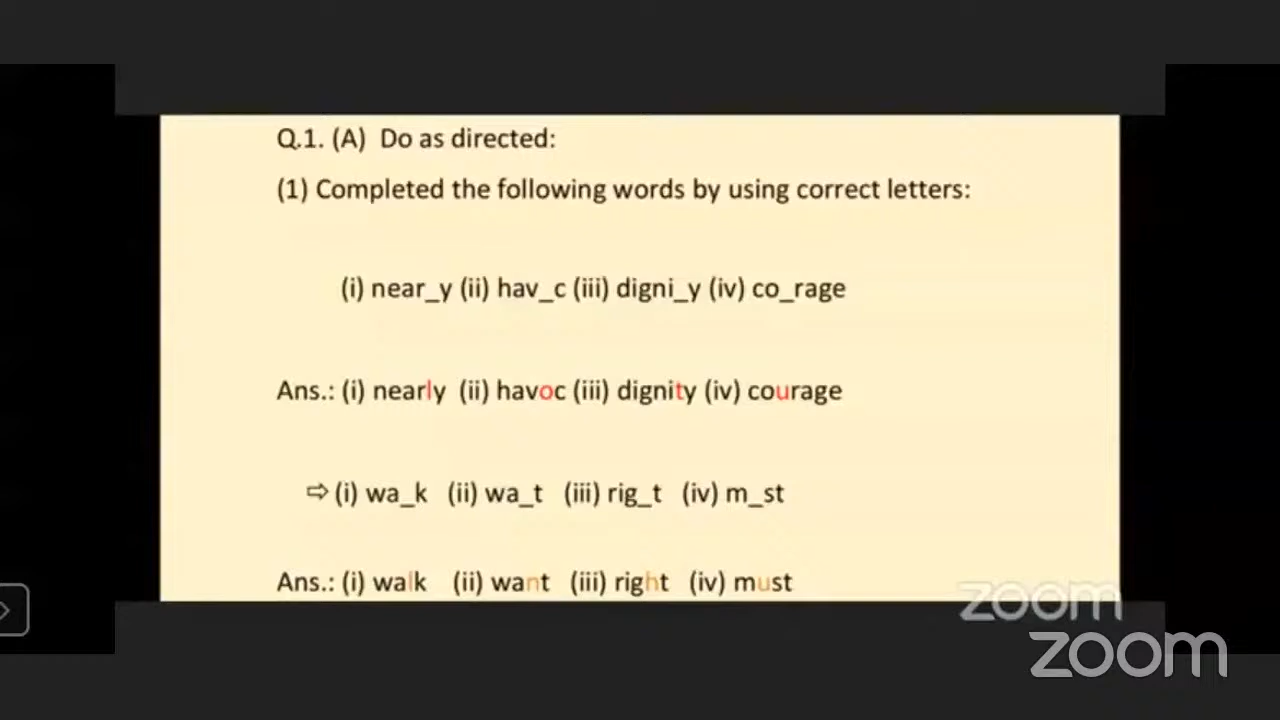 Q.1. (A) Do as directed:
(1) Completed the following words by using correct letters:
(i) near_y (ii) hav_c (iii) digni_y (iv) co_rage
Ans.: (i) nearly (ii) havoc (iii) dignity (iv) courage
⇨ (i) wa_k (ii) wa_t (iii) rig_t (iv) m_st
Ans.: (i) walk (ii) want (iii) right (iv) must
zoom
zoom